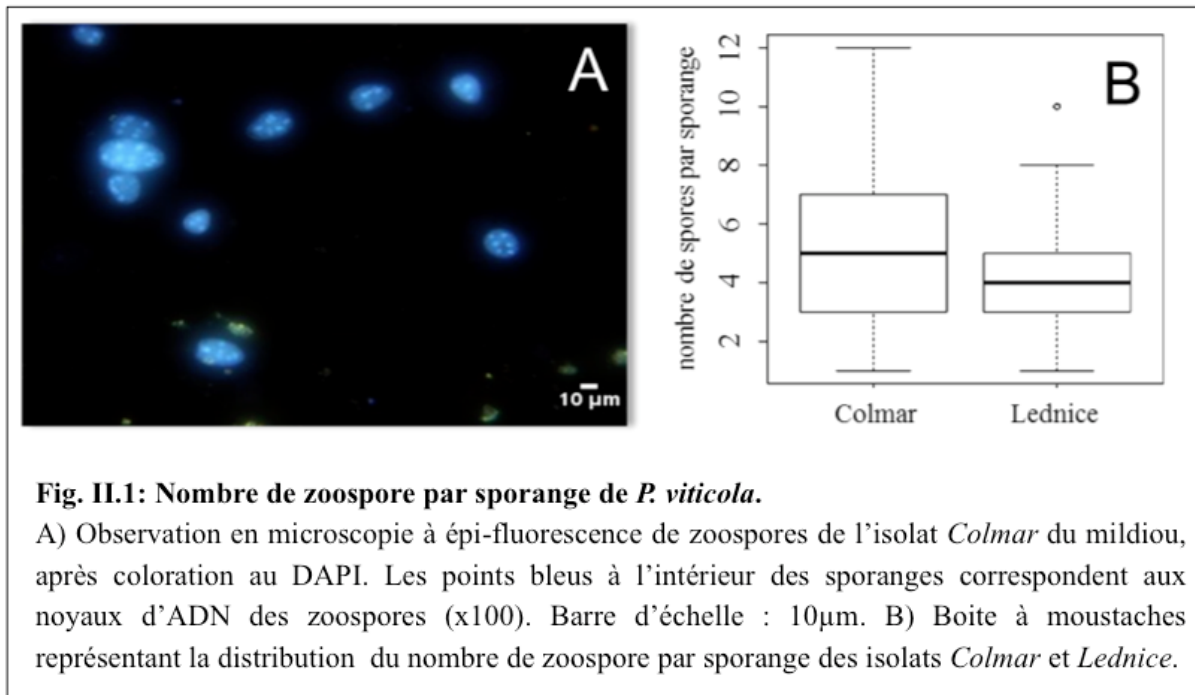 A
10 µm
B
nombre de spores par sporange
12
10
8
6
4
2
Colmar
Lednice
Fig. II.1: Nombre de zoospore par sporange de P. viticola.
A) Observation en microscopie à épi-fluorescence de zoospores de l’isolat Colmar du mildiou,
après coloration au DAPI. Les points bleus à l’intérieur des sporanges correspondent aux
noyaux d’ADN des zoospores (x100). Barre d’échelle : 10µm. B) Boite à moustaches
représentant la distribution du nombre de zoospore par sporange des isolats Colmar et Lednice.